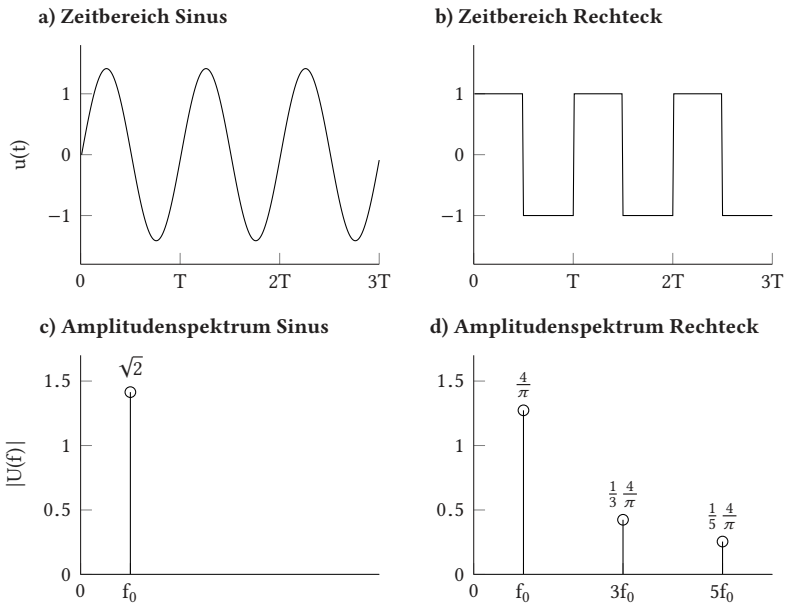 a) Zeitbereich Sinus
u(t)
1
0
−1
0 T 2T 3T
b) Zeitbereich Rechteck
1
0
−1
0 T 2T 3T
c) Amplitudenspektrum Sinus
|U(f)|
1.5
1
0.5
0
√2
0 f₀
d) Amplitudenspektrum Rechteck
1.5
1
0.5
0
4/π
1/3 4/π
1/5 4/π
0 f₀ 3f₀ 5f₀